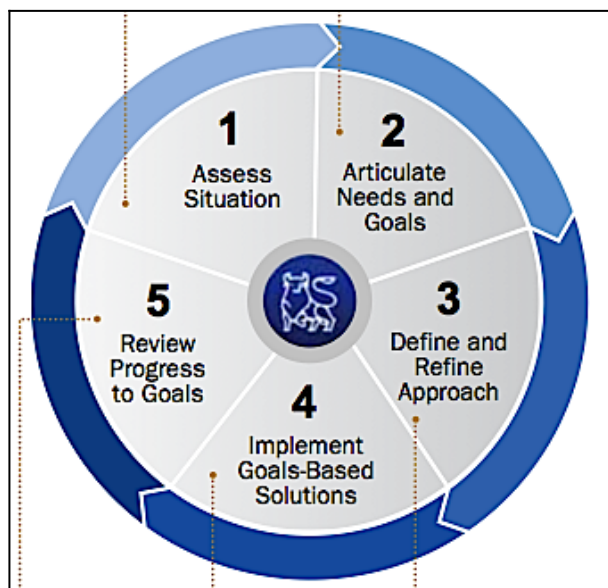 1
Assess
Situation
2
Articulate
Needs and
Goals
3
Define and
Refine
Approach
4
Implement
Goals-Based
Solutions
5
Review
Progress
to Goals